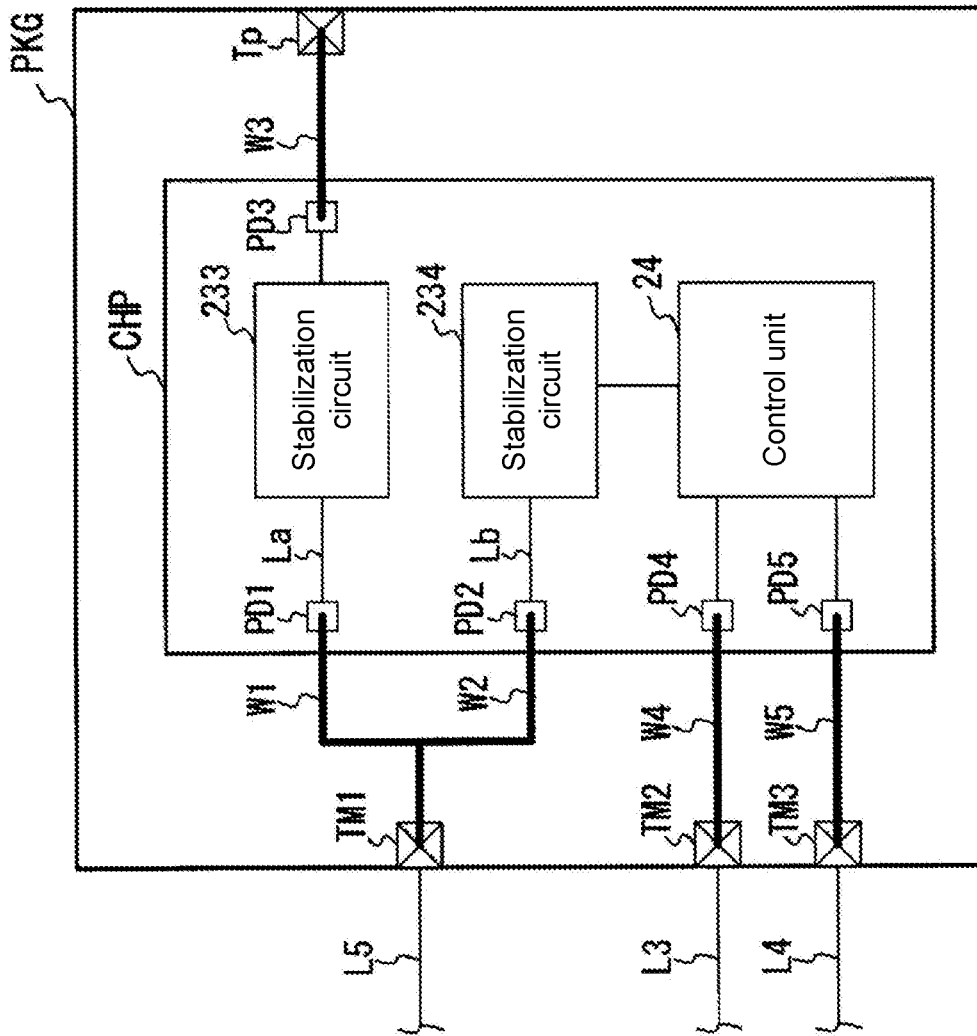 PKG
CHP
TM1
W1
PD1
La
233
Stabilization
circuit
PD3
W3
Tp
L5
W2
PD2
Lb
234
Stabilization
circuit
L3
TM2
W4
PD4
24
Control unit
L4
TM3
W5
PD5